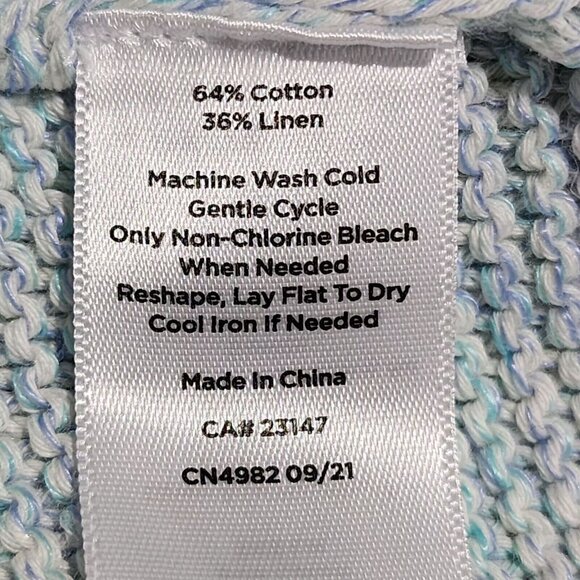 64% Cotton
36% Linen
Machine Wash Cold
Gentle Cycle
Only Non-Chlorine Bleach
When Needed
Reshape, Lay Flat To Dry
Cool Iron If Needed
Made In China
CA# 23147
CN4982 09/21